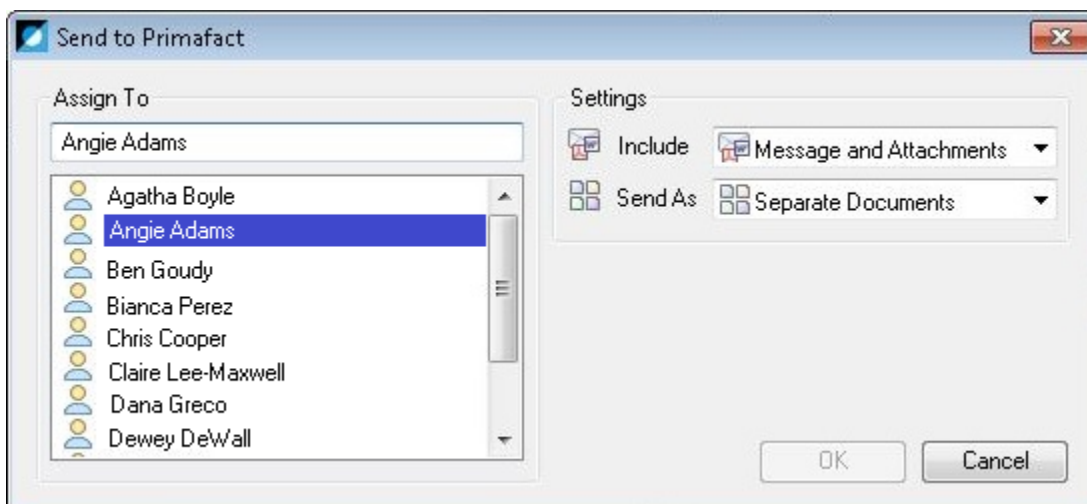 Send to Primafact
Assign To
Angie Adams
Agatha Boyle
Angie Adams
Ben Goudy
Bianca Perez
Chris Cooper
Claire Lee-Maxwell
Dana Greco
Dewey DeWall
Settings
Include Message and Attachments
Send As Separate Documents
OK Cancel